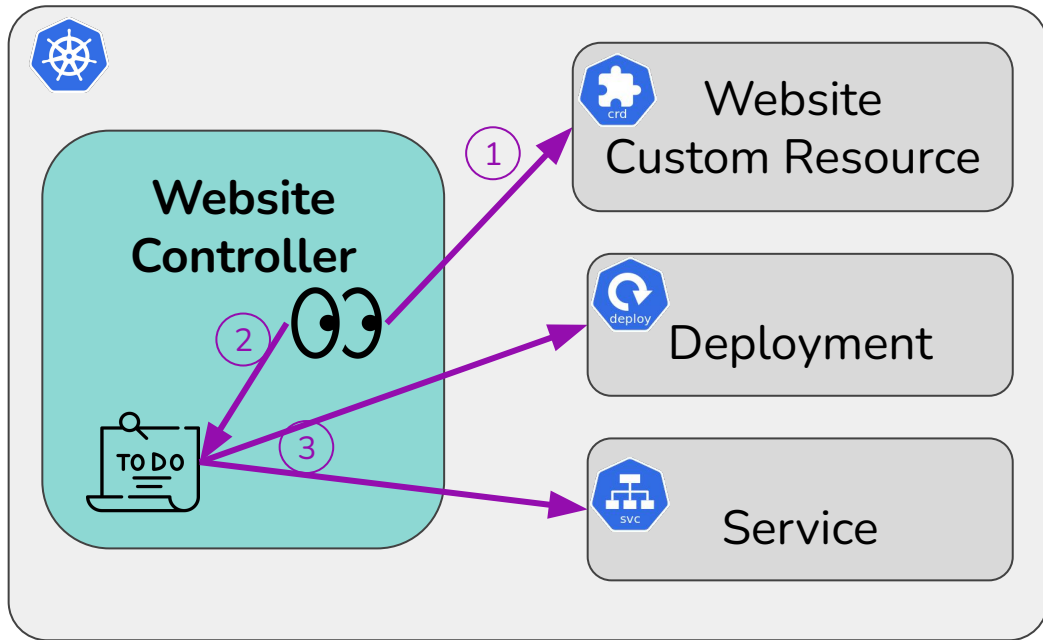 Website
Controller
1
2
3
TO DO
crd
Website
Custom Resource
deploy
Deployment
svc
Service